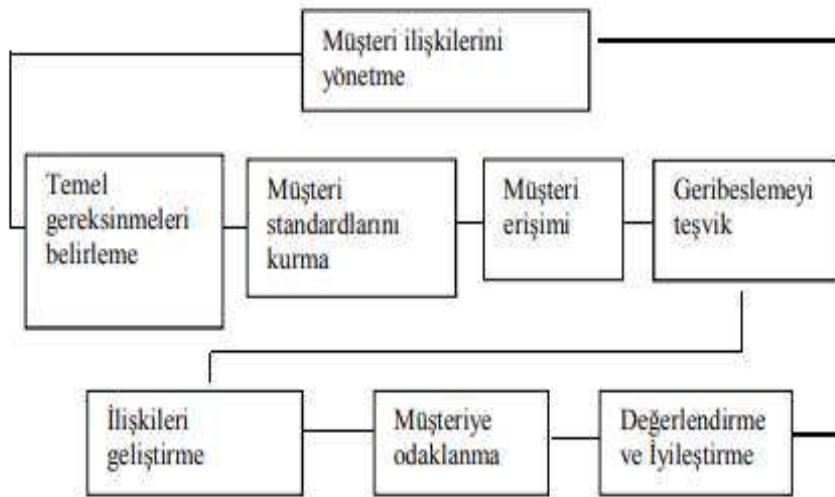 Müşteri ilişkilerini
yönetme
Temel
gereksinmeleri
belirleme
Müşteri
standardlarını
kurma
Müşteri
erişimi
Geribeslemeyi
teşvik
İlişkileri
geliştirme
Müşteriye
odaklanma
Değerlendirme
ve İyileştirme